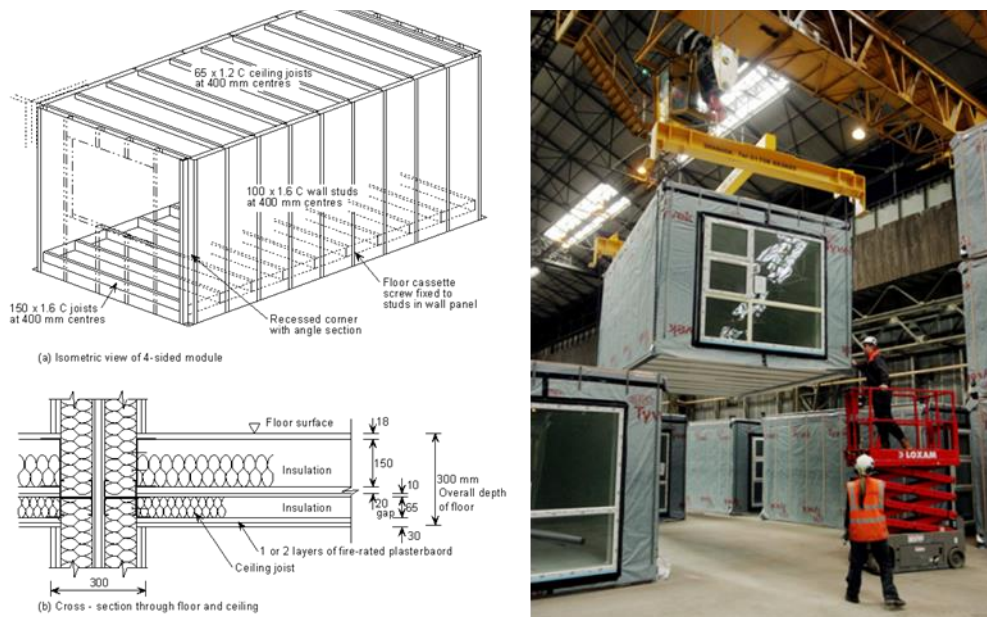 65 x 1.2 C ceiling joists
at 400 mm centres
100 x 1.6 C wall studs
at 400 mm centres
Floor cassette
screw fixed to
studs in wall panel
150 x 1.6 C joists
at 400 mm centres
Recessed corner
with angle section
(a) Isometric view of 4-sided module
Floor surface
18
Insulation
150
300 mm
Overall depth
of floor
10
20
gap
65
Insulation
30
1 or 2 layers of fire-rated plasterbaord
Ceiling joist
300
(b) Cross - section through floor and ceiling
LOXAM